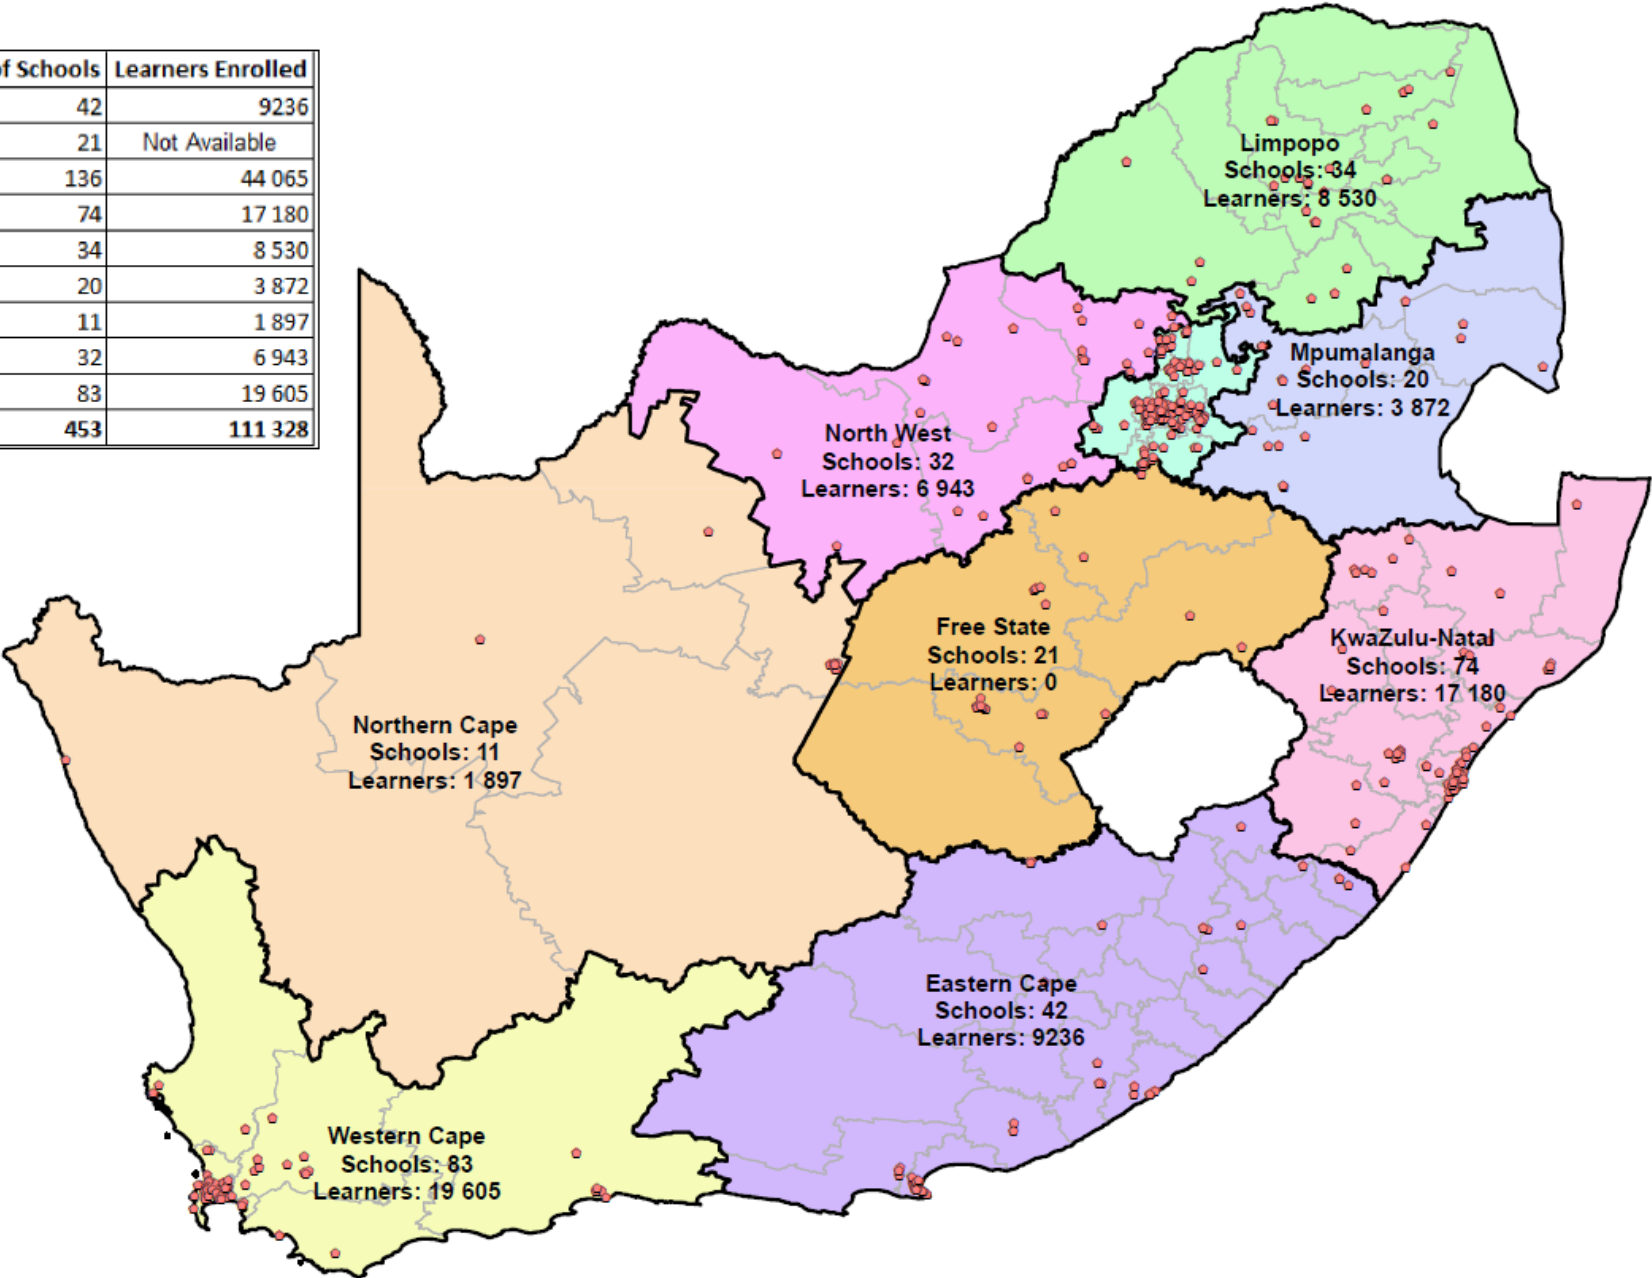 of Schools Learners Enrolled
42 9236
21 Not Available
136 44 065
74 17 180
34 8 530
20 3 872
11 1 897
32 6 943
83 19 605
453 111 328
Limpopo
Schools: 34
Learners: 8 530
Mpumalanga
Schools: 20
Learners: 3 872
North West
Schools: 32
Learners: 6 943
Free State
Schools: 21
Learners: 0
KwaZulu-Natal
Schools: 74
Learners: 17 180
Northern Cape
Schools: 11
Learners: 1 897
Eastern Cape
Schools: 42
Learners: 9236
Western Cape
Schools: 83
Learners: 19 605